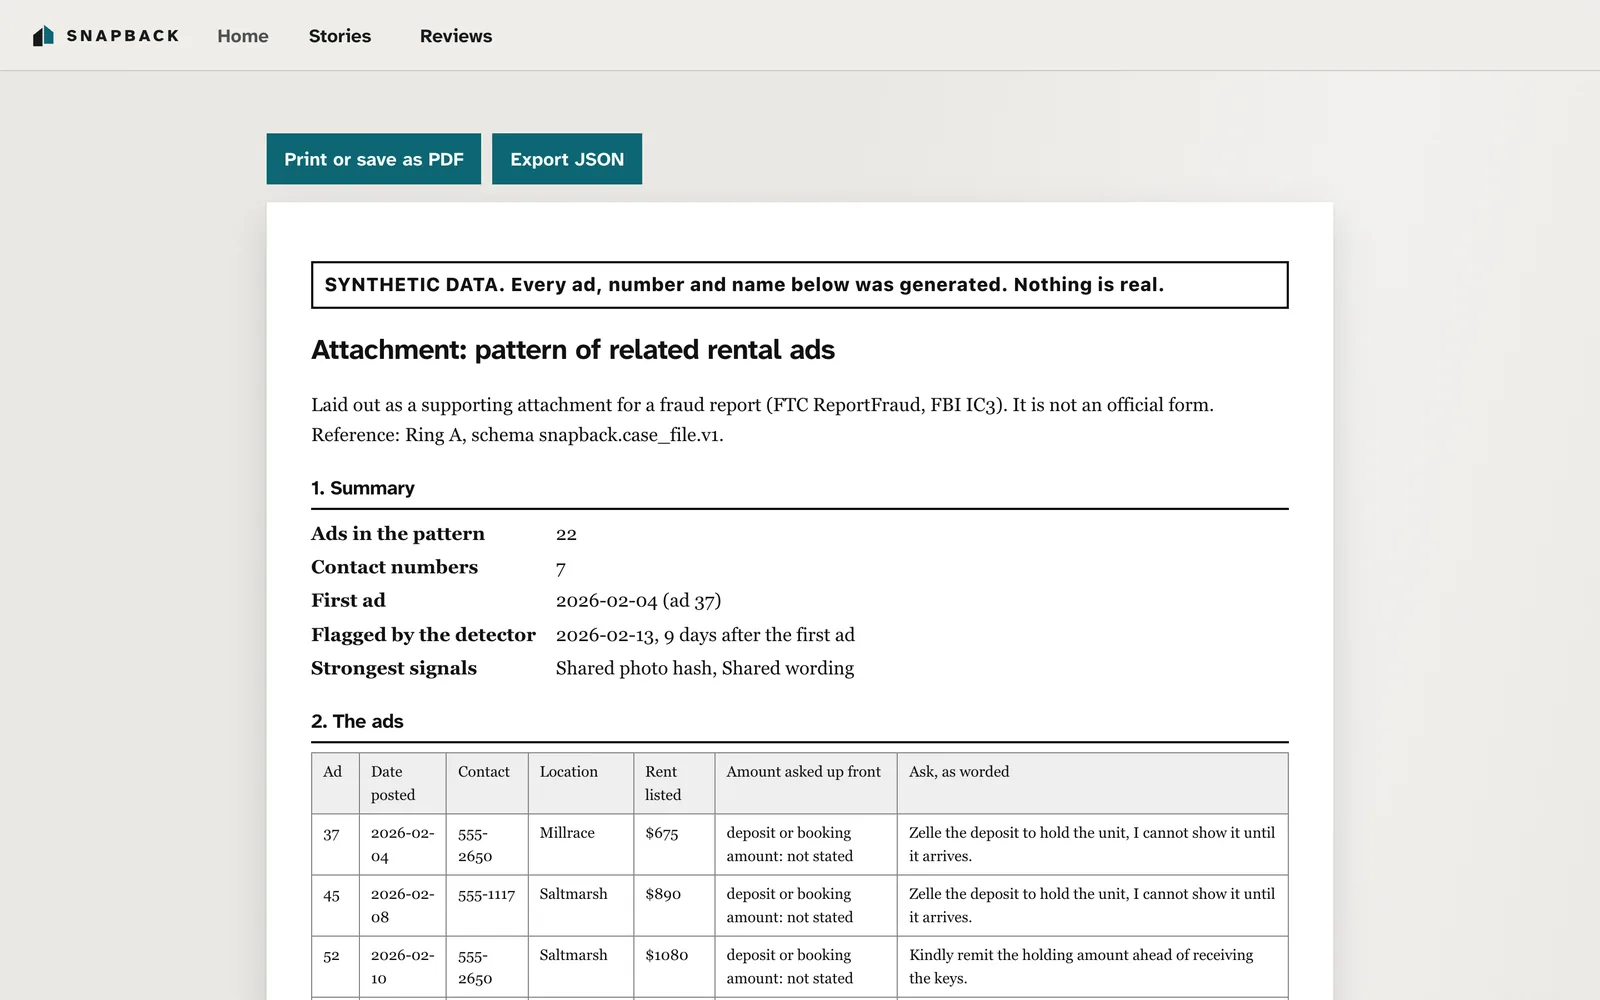 SNAPBACK Home Stories Reviews
Print or save as PDF Export JSON
SYNTHETIC DATA. Every ad, number and name below was generated. Nothing is real.
Attachment: pattern of related rental ads
Laid out as a supporting attachment for a fraud report (FTC ReportFraud, FBI IC3). It is not an official form.
Reference: Ring A, schema snapback.case_file.v1.
1. Summary
Ads in the pattern 22
Contact numbers 7
First ad 2026-02-04 (ad 37)
Flagged by the detector 2026-02-13, 9 days after the first ad
Strongest signals Shared photo hash, Shared wording
2. The ads
Ad Date Contact Location Rent Amount asked up front Ask, as worded
posted listed
37 2026-02- 555- Millrace $675 deposit or booking Zelle the deposit to hold the unit, I cannot show it until
04 2650 amount: not stated it arrives.
45 2026-02- 555-1117 Saltmarsh $890 deposit or booking Zelle the deposit to hold the unit, I cannot show it until
08 amount: not stated it arrives.
52 2026-02- 555- Saltmarsh $1080 deposit or booking Kindly remit the holding amount ahead of receiving
10 2650 amount: not stated the keys.